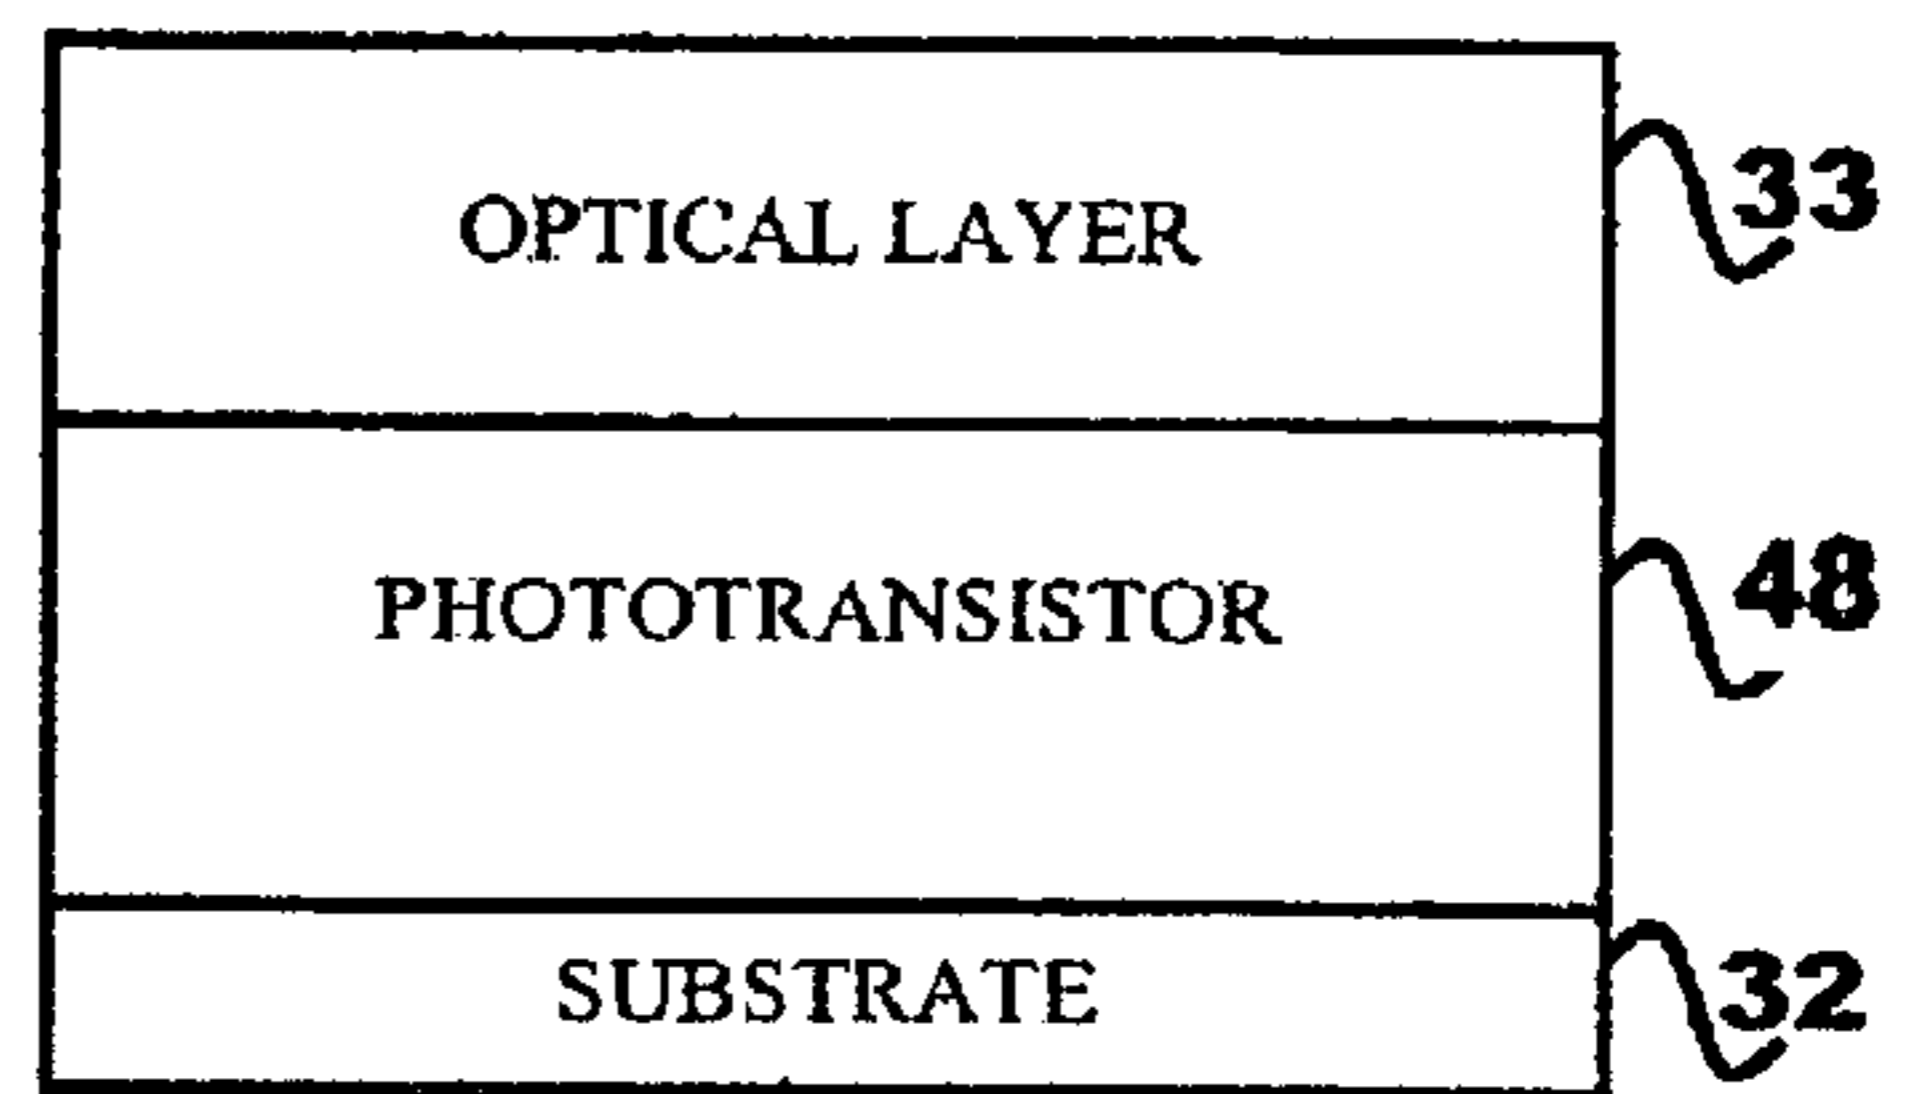 OPTICAL LAYER
33
PHOTOTRANSISTOR
48
SUBSTRATE
32